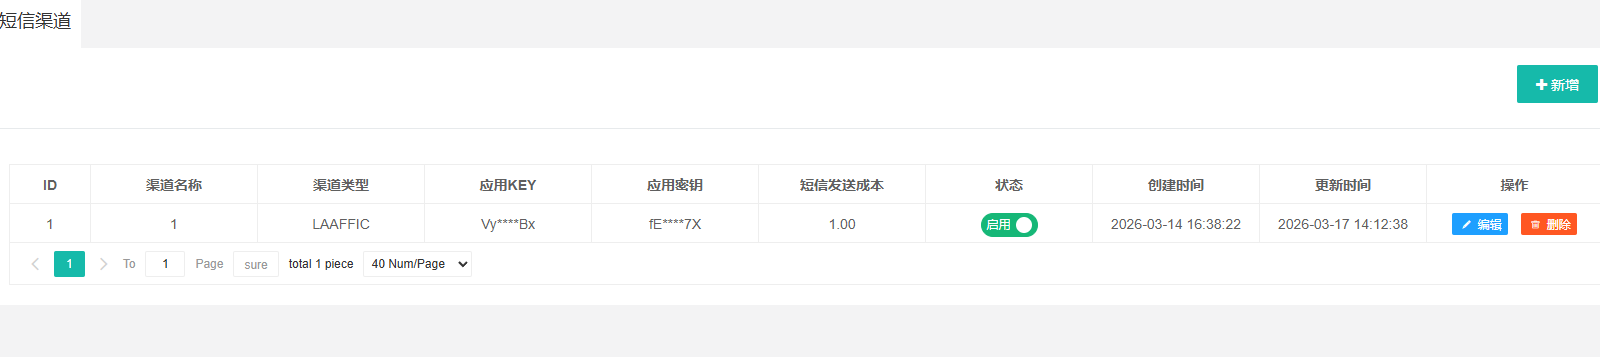 短信渠道
新增
ID 渠道名称 渠道类型 应用KEY 应用密钥 短信发送成本 状态 创建时间 更新时间 操作
1 1 LAAFFIC Vy****Bx fE****7X 1.00 启用 2026-03-14 16:38:22 2026-03-17 14:12:38 编辑 删除
1 To 1 Page sure total 1 piece 40 Num/Page